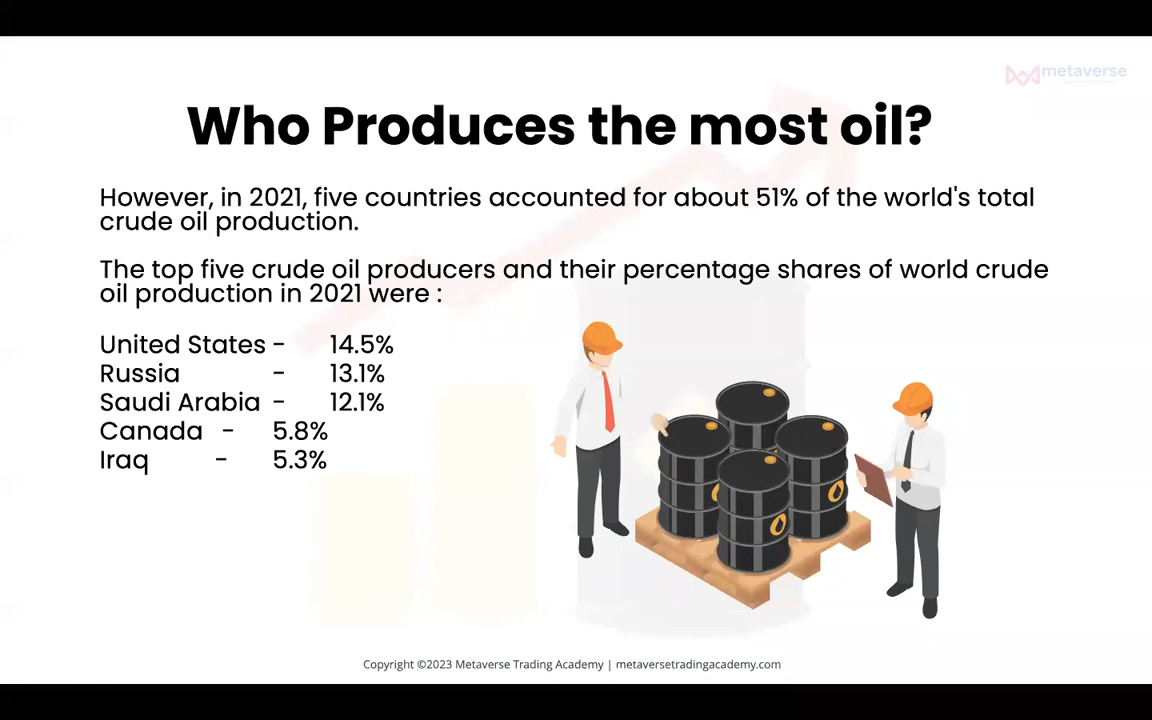 metaverse
Who Produces the most oil?
However, in 2021, five countries accounted for about 51% of the world's total
crude oil production.
The top five crude oil producers and their percentage shares of world crude
oil production in 2021 were :
United States - 14.5%
Russia - 13.1%
Saudi Arabia - 12.1%
Canada - 5.8%
Iraq - 5.3%
Copyright ©2023 Metaverse Trading Academy | metaversetradingacademy.com